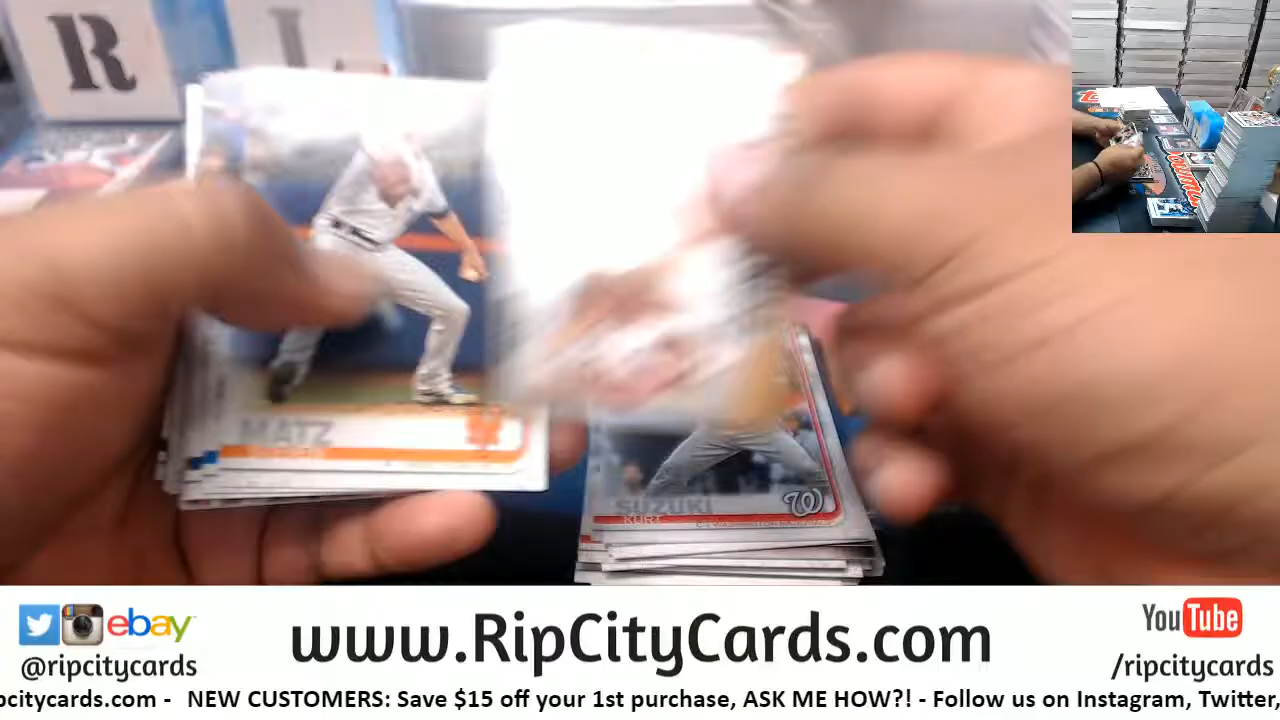 R L
MATZ
SUZUKI
KURT
W
ebay
www.RipCityCards.com
YouTube
@ripcitycards
/ripcitycards
pcitycards.com - NEW CUSTOMERS: Save $15 off your 1st purchase, ASK ME HOW?! - Follow us on Instagram, Twitter,